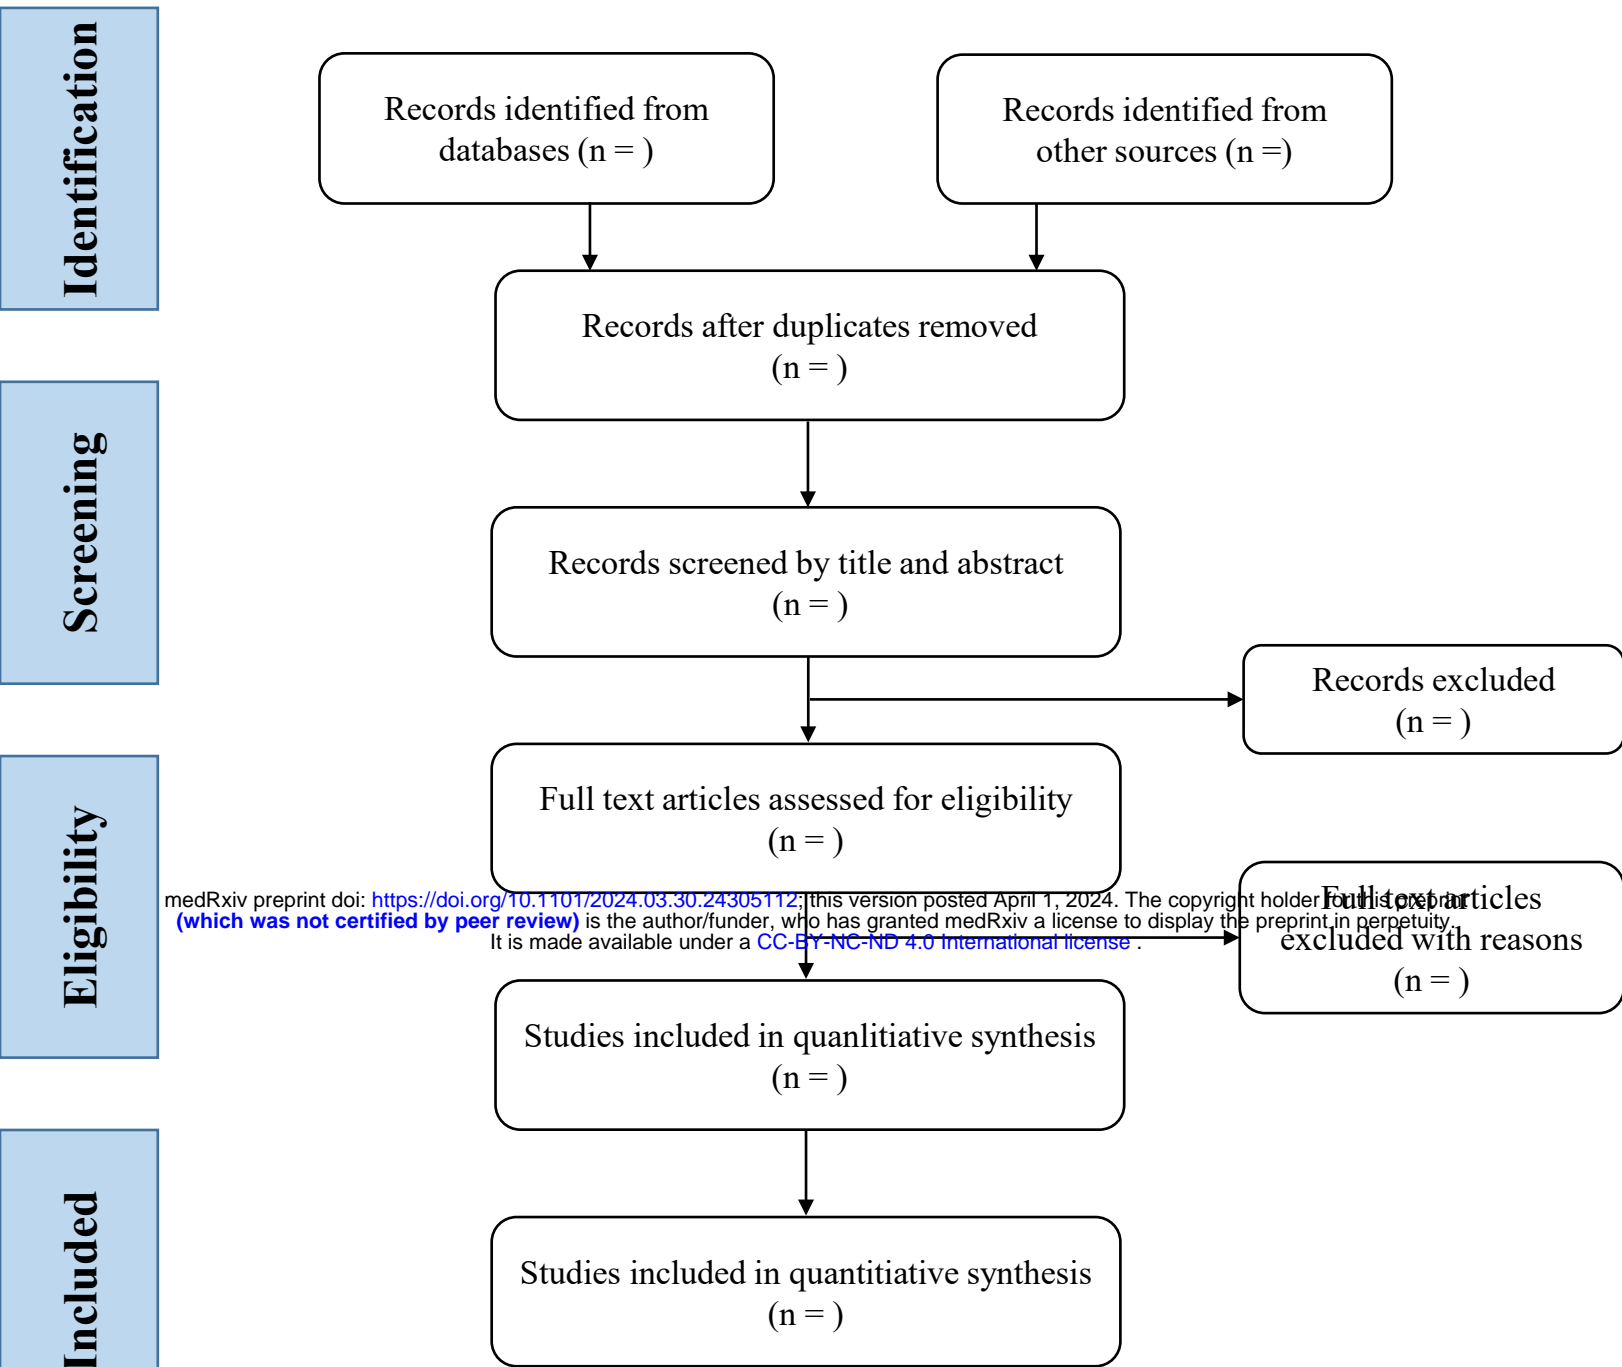 Identification
Records identified from
databases (n = )
Records identified from
other sources (n =)
Records after duplicates removed
(n = )
Screening
Records screened by title and abstract
(n = )
Records excluded
(n = )
Eligibility
Full text articles assessed for eligibility
(n = )
medRxiv preprint doi: https://doi.org/10.1101/2024.03.30.24305112; this version posted April 1, 2024. The copyright holder for this preprint
(which was not certified by peer review) is the author/funder, who has granted medRxiv a license to display the preprint in perpetuity.
It is made available under a CC-BY-NC-ND 4.0 International license .
Full text articles
excluded with reasons
(n = )
Studies included in quanlitiative synthesis
(n = )
Included
Studies included in quantitiative synthesis
(n = )